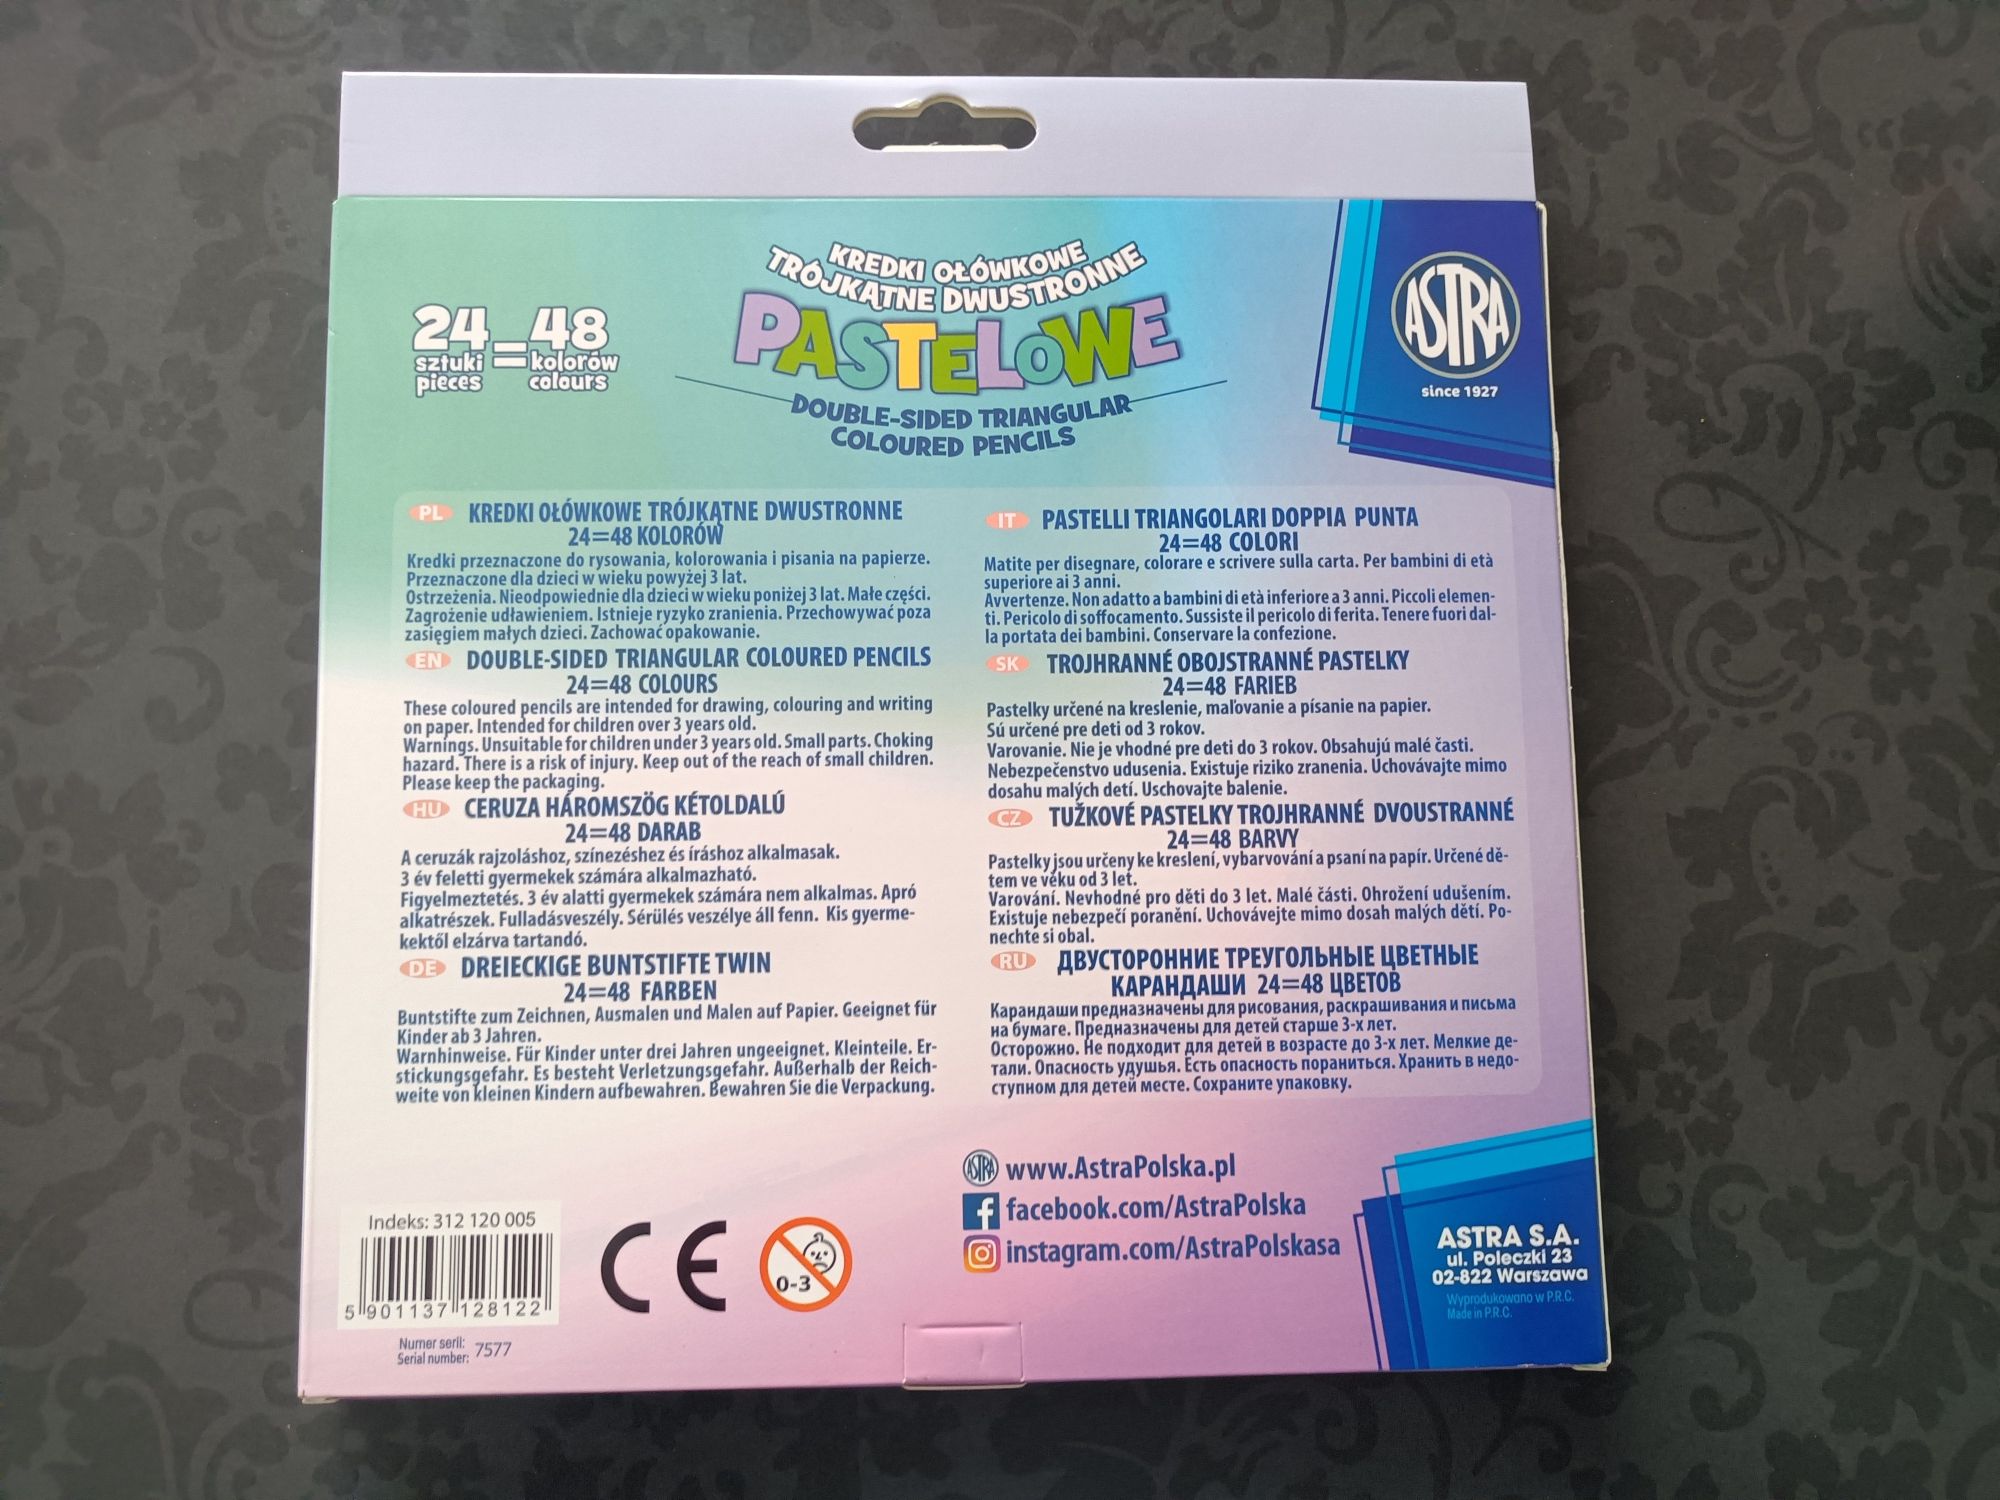 KREDKI OŁÓWKOWE
TRÓJKĄTNE DWUSTRONNE
PASTELOWE
DOUBLE-SIDED TRIANGULAR
COLOURED PENCILS
24 = 48
sztuki kolorów
pieces colours
ASTRA
since 1927
PL KREDKI OŁÓWKOWE TRÓJKĄTNE DWUSTRONNE
24=48 KOLORÓW
Kredki przeznaczone do rysowania, kolorowania i pisania na papierze.
Przeznaczone dla dzieci w wieku powyżej 3 lat.
Ostrzeżenia. Nieodpowiednie dla dzieci w wieku poniżej 3 lat. Małe części.
Zagrożenie udławieniem. Istnieje ryzyko zranienia. Przechowywać poza
zasięgiem małych dzieci. Zachować opakowanie.
EN DOUBLE-SIDED TRIANGULAR COLOURED PENCILS
24=48 COLOURS
These coloured pencils are intended for drawing, colouring and writing
on paper. Intended for children over 3 years old.
Warnings. Unsuitable for children under 3 years old. Small parts. Choking
hazard. There is a risk of injury. Keep out of the reach of small children.
Please keep the packaging.
HU CERUZA HÁROMSZÖG KÉTOLDALÚ
24=48 DARAB
A ceruzák rajzoláshoz, színezéshez és íráshoz alkalmasak.
3 év feletti gyermekek számára alkalmazható.
Figyelmeztetés. 3 év alatti gyermekek számára nem alkalmas. Apró
alkatrészek. Fulladásveszély. Sérülés veszélye áll fenn. Kis gyerme-
kektől elzárva tartandó.
DE DREIECKIGE BUNTSTIFTE TWIN
24=48 FARBEN
Buntstifte zum Zeichnen, Ausmalen und Malen auf Papier. Geeignet für
Kinder ab 3 Jahren.
Warnhinweise. Für Kinder unter drei Jahren ungeeignet. Kleinteile. Er-
stickungsgefahr. Es besteht Verletzungsgefahr. Außerhalb der Reich-
weite von kleinen Kindern aufbewahren. Bewahren Sie die Verpackung.
IT PASTELLI TRIANGOLARI DOPPIA PUNTA
24=48 COLORI
Matite per disegnare, colorare e scrivere sulla carta. Per bambini di età
superiore ai 3 anni.
Avvertenze. Non adatto a bambini di età inferiore a 3 anni. Piccoli elemen-
ti. Pericolo di soffocamento. Sussiste il pericolo di ferita. Tenere fuori dal-
la portata dei bambini. Conservare la confezione.
SK TROJHRANNÉ OBOJSTRANNÉ PASTELKY
24=48 FARIEB
Pastelky určené na kreslenie, maľovanie a písanie na papier.
Sú určené pre deti od 3 rokov.
Varovanie. Nie je vhodné pre deti do 3 rokov. Obsahujú malé časti.
Nebezpečenstvo udusenia. Existuje riziko zranenia. Uchovávajte mimo
dosahu malých detí. Uschovajte balenie.
CZ TUŽKOVÉ PASTELKY TROJHRANNÉ DVOUSTRANNÉ
24=48 BARVY
Pastelky jsou určeny ke kreslení, vybarvování a psaní na papír. Určené dě-
tem ve věku od 3 let.
Varování. Nevhodné pro děti do 3 let. Malé části. Ohrožení udušením.
Existuje nebezpečí poranění. Uchovávejte mimo dosah malých dětí. Po-
nechte si obal.
RU ДВУСТОРОННИЕ ТРЕУГОЛЬНЫЕ ЦВЕТНЫЕ
КАРАНДАШИ 24=48 ЦВЕТОВ
Карандаши предназначены для рисования, раскрашивания и письма
на бумаге. Предназначены для детей старше 3-х лет.
Осторожно. Не подходит для детей в возрасте до 3-х лет. Мелкие де-
тали. Опасность удушья. Есть опасность пораниться. Хранить в недо-
ступном для детей месте. Сохраните упаковку.
ASTRA www.AstraPolska.pl
facebook.com/AstraPolska
instagram.com/AstraPolskasa
Indeks: 312 120 005
5 901137 128122
Numer serii:
Serial number: 7577
CE
0-3
ASTRA S.A.
ul. Poleczki 23
02-822 Warszawa
Wyprodukowano w P.R.C.
Made in P.R.C.